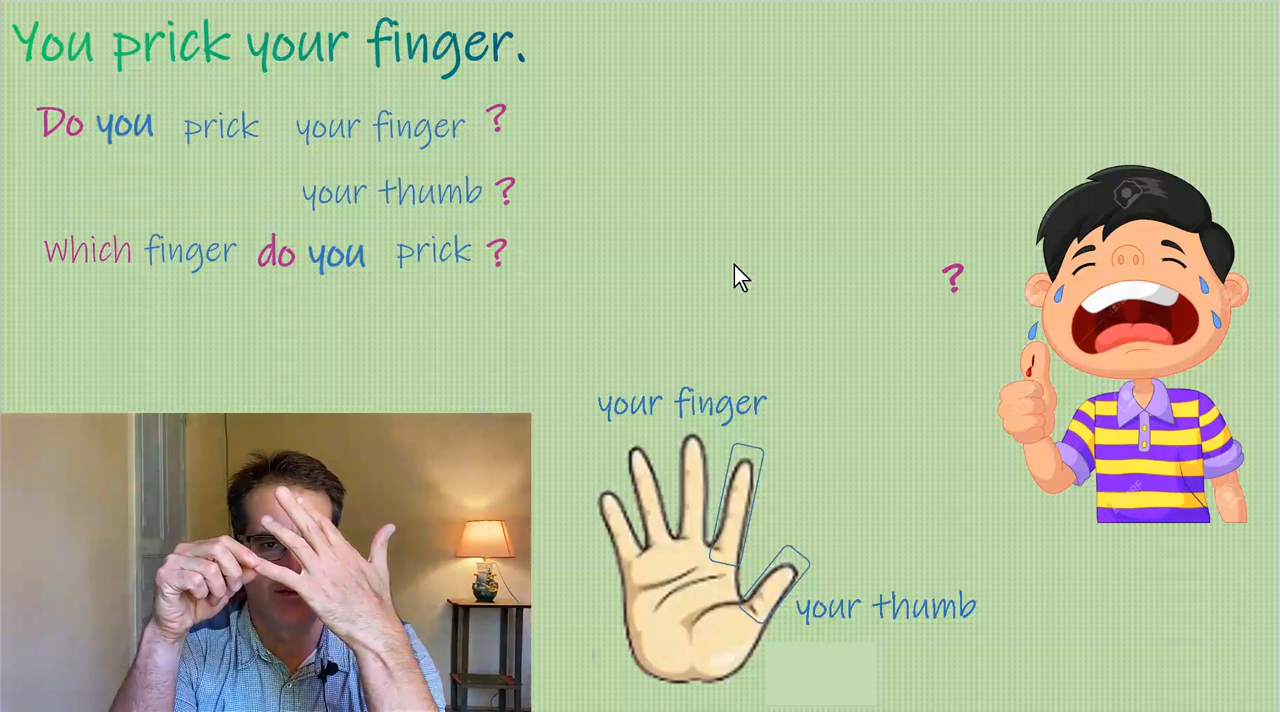 You prick your finger.
Do you prick your finger ?
your thumb ?
Which finger do you prick ?
?
your finger
your thumb